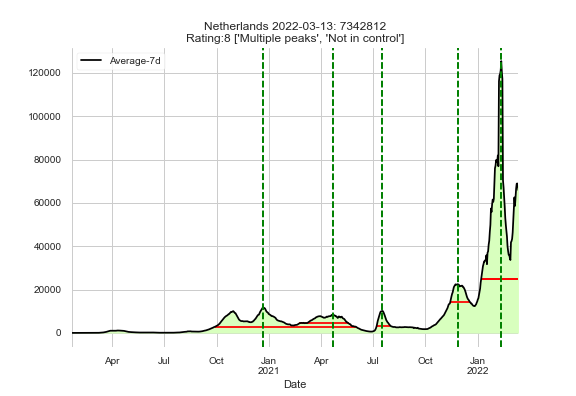 Netherlands 2022-03-13: 7342812
Rating:8 ['Multiple peaks', 'Not in control']
Average-7d
120000
100000
80000
60000
40000
20000
0
Apr Jul Oct Jan Apr Jul Oct Jan
2021 2022
Date